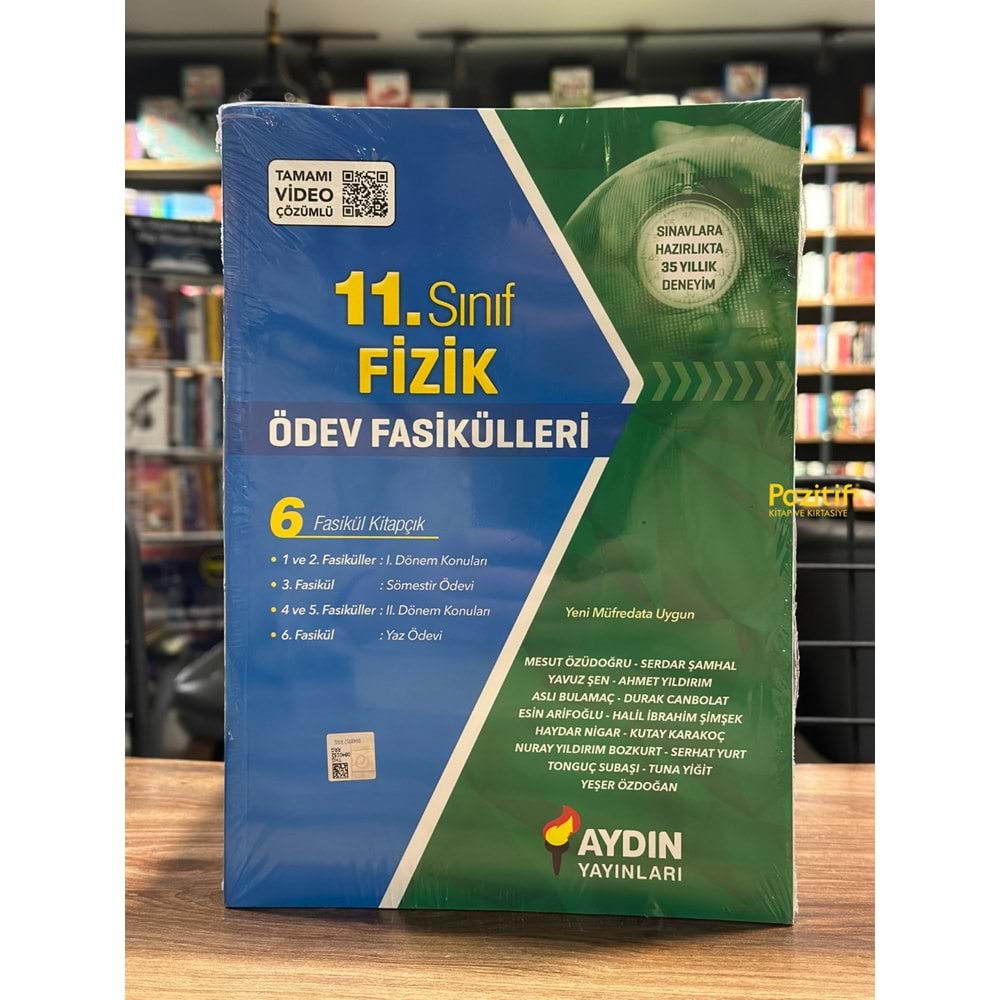 TAMAMI
VİDEO
ÇÖZÜMLÜ
SINAVLARA
HAZIRLIKTA
35 YILLIK
DENEYİM
11. Sınıf
FİZİK
ÖDEV FASİKÜLLERİ
6 Fasikül Kitapçık
• 1 ve 2. Fasiküller : I. Dönem Konuları
• 3. Fasikül : Sömestir Ödevi
• 4 ve 5. Fasiküller : II. Dönem Konuları
• 6. Fasikül : Yaz Ödevi
Pozitif
KİTAP VE KIRTASİYE
Yeni Müfredata Uygun
MESUT ÖZÜDOĞRU - SERDAR ŞAMHAL
YAVUZ ŞEN - AHMET YILDIRIM
ASLI BULAMAÇ - DURAK CANBOLAT
ESİN ARİFOĞLU - HALİL İBRAHİM ŞİMŞEK
HAYDAR NİGAR - KUTAY KARAKOÇ
NURAY YILDIRIM BOZKURT - SERHAT YURT
TONGUÇ SUBAŞI - TUNA YİĞİT
YEŞER ÖZDOĞAN
AYDIN
YAYINLARI